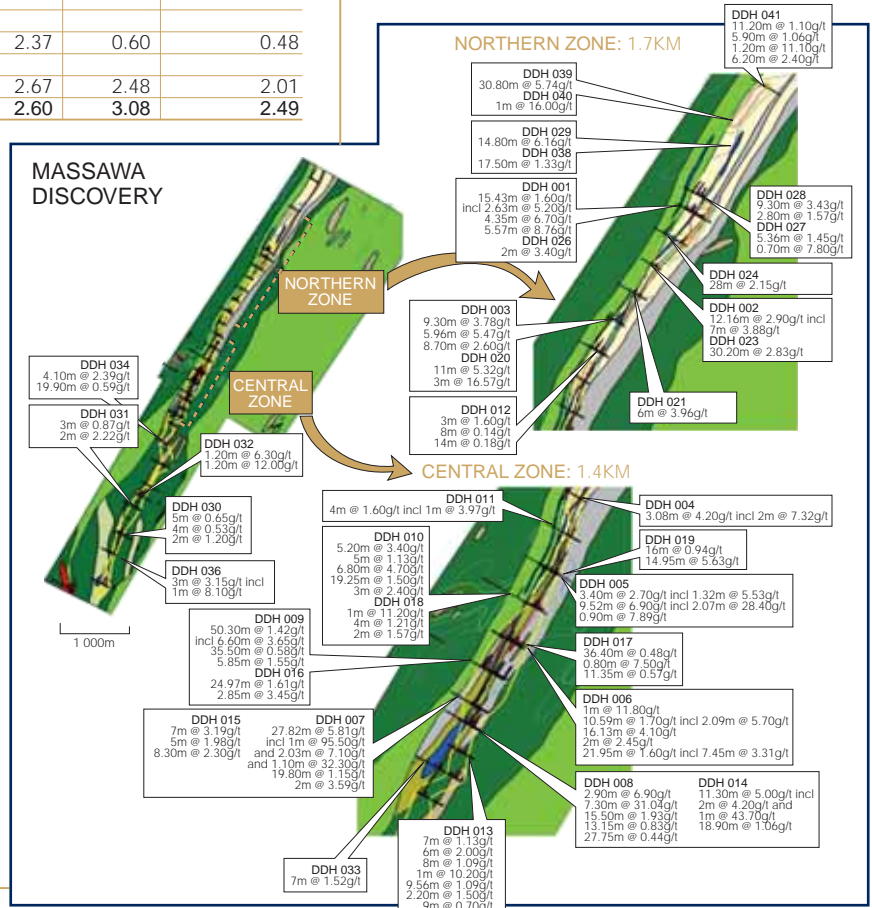 2.37 0.60 0.48
2.67 2.48 2.01
2.60 3.08 2.49
MASSAWA
DISCOVERY
NORTHERN ZONE: 1.7KM
DDH 041
11.20m @ 1.10g/t
5.90m @ 1.06g/t
1.20m @ 11.10g/t
6.20m @ 2.40g/t
DDH 039
30.80m @ 5.74g/t
DDH 040
1m @ 16.00g/t
DDH 029
14.80m @ 6.16g/t
DDH 038
17.50m @ 1.33g/t
DDH 001
15.43m @ 1.60g/t
incl 2.63m @ 5.20g/t
4.35m @ 6.70g/t
5.57m @ 8.76g/t
DDH 026
2m @ 3.40g/t
DDH 028
9.30m @ 3.43g/t
2.80m @ 1.57g/t
DDH 027
5.36m @ 1.45g/t
0.70m @ 7.80g/t
DDH 024
28m @ 2.15g/t
DDH 002
12.16m @ 2.90g/t incl
7m @ 3.88g/t
DDH 023
30.20m @ 2.83g/t
DDH 003
9.30m @ 3.78g/t
5.96m @ 5.47g/t
8.70m @ 2.60g/t
DDH 020
11m @ 5.32g/t
3m @ 16.57g/t
DDH 021
6m @ 3.96g/t
DDH 012
3m @ 1.60g/t
8m @ 0.14g/t
14m @ 0.18g/t
NORTHERN
ZONE
CENTRAL
ZONE
DDH 034
4.10m @ 2.39g/t
19.90m @ 0.59g/t
DDH 031
3m @ 0.87g/t
2m @ 2.22g/t
DDH 032
1.20m @ 6.30g/t
1.20m @ 12.00g/t
DDH 030
5m @ 0.65g/t
4m @ 0.53g/t
2m @ 1.20g/t
DDH 036
3m @ 3.15g/t incl
1m @ 8.10g/t
1 000m
CENTRAL ZONE: 1.4KM
DDH 011
4m @ 1.60g/t incl 1m @ 3.97g/t
DDH 004
3.08m @ 4.20g/t incl 2m @ 7.32g/t
DDH 010
5.20m @ 3.40g/t
5m @ 1.13g/t
6.80m @ 4.70g/t
19.25m @ 1.50g/t
3m @ 2.40g/t
DDH 018
1m @ 11.20g/t
4m @ 1.21g/t
2m @ 1.57g/t
DDH 019
16m @ 0.94g/t
14.95m @ 5.63g/t
DDH 005
3.40m @ 2.70g/t incl 1.32m @ 5.53g/t
9.52m @ 6.90g/t incl 2.07m @ 28.40g/t
0.90m @ 7.89g/t
DDH 009
50.30m @ 1.42g/t
incl 6.60m @ 3.65g/t
35.50m @ 0.58g/t
5.85m @ 1.55g/t
DDH 016
24.97m @ 1.61g/t
2.85m @ 3.45g/t
DDH 017
36.40m @ 0.48g/t
0.80m @ 7.50g/t
11.35m @ 0.57g/t
DDH 006
1m @ 11.80g/t
10.59m @ 1.70g/t incl 2.09m @ 5.70g/t
16.13m @ 4.10g/t
2m @ 2.45g/t
21.95m @ 1.60g/t incl 7.45m @ 3.31g/t
DDH 015
7m @ 3.19g/t
5m @ 1.98g/t
8.30m @ 2.30g/t
DDH 007
27.82m @ 5.81g/t
incl 1m @ 95.50g/t
and 2.03m @ 7.10g/t
and 1.10m @ 32.30g/t
19.80m @ 1.15g/t
2m @ 3.59g/t
DDH 008
2.90m @ 6.90g/t
7.30m @ 31.04g/t
15.50m @ 1.93g/t
13.15m @ 0.83g/t
27.75m @ 0.44g/t
DDH 014
11.30m @ 5.00g/t incl
2m @ 4.20g/t and
1m @ 43.70g/t
18.90m @ 1.06g/t
DDH 033
7m @ 1.52g/t
DDH 013
7m @ 1.13g/t
6m @ 2.00g/t
8m @ 1.09g/t
1m @ 10.20g/t
9.56m @ 1.09g/t
2.20m @ 1.50g/t
9m @ 0.70g/t